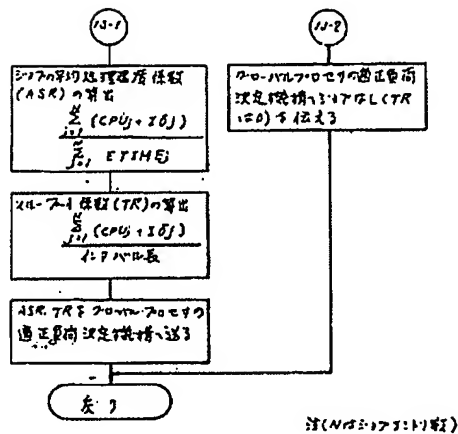 13-1
ジョブの平均処理速度係数
(ASR)の算出
N
Σ (CPUj + IOj)
j=1
N
Σ ETIMEj
j=1
スループット係数(TR)の算出
N
Σ (CPUj + IOj)
j=1
インタバル長
ASR, TRをグローバルプロセサの
適正負荷決定機構へ送る
戻る
13-2
グローバルプロセサの適正負荷
決定機構へジョブなし(TR
は0)を伝える
注(Nはジョブエントリ数)